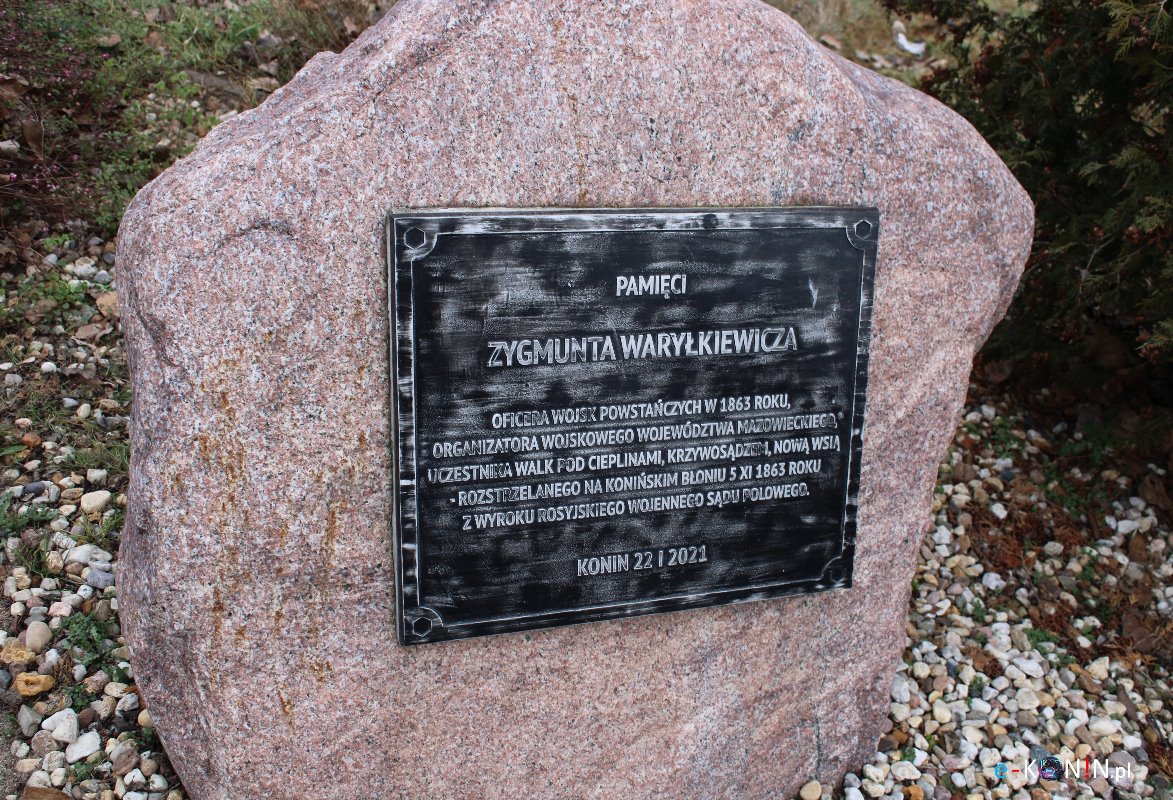 PAMIĘCI
ZYGMUNTA WARYŁKIEWICZA
OFICERA WOJSK POWSTAŃCZYCH W 1863 ROKU,
ORGANIZATORA WOJSKOWEGO WOJEWÓDZTWA MAZOWIECKIEGO,
UCZESTNIKA WALK POD CIEPLINAMI, KRZYWOSĄDZEM, NOWĄ WSIĄ
- ROZSTRZELANEGO NA KONIŃSKIM BŁONIU 5 XI 1863 ROKU
Z WYROKU ROSYJSKIEGO WOJENNEGO SĄDU POLOWEGO.
KONIN 22 I 2021
e-KONIN.pl